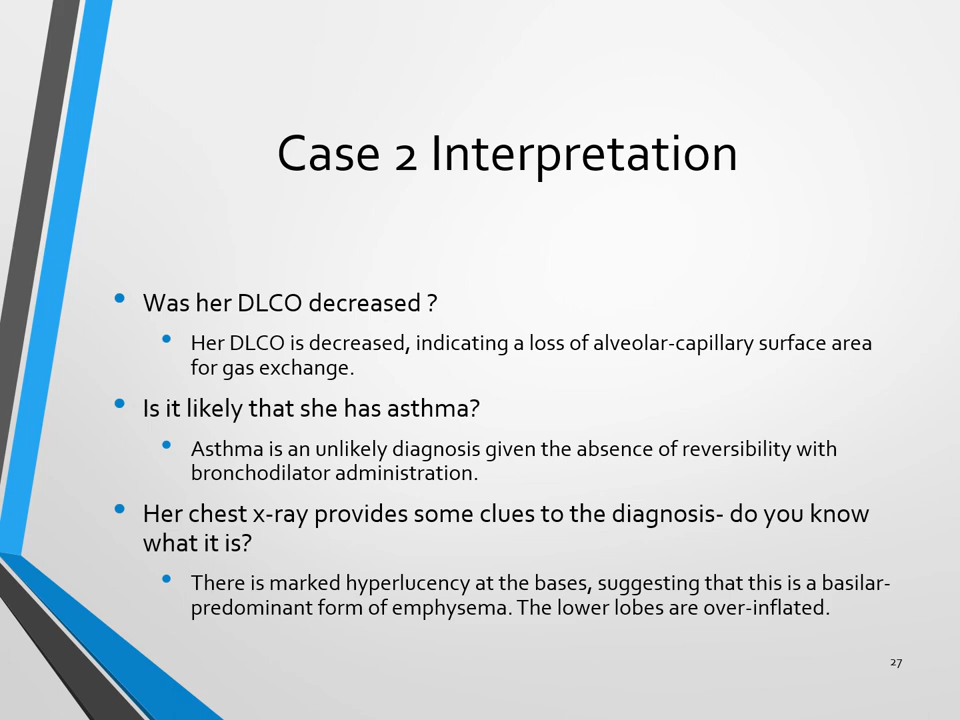 Case 2 Interpretation
Was her DLCO decreased ?
Her DLCO is decreased, indicating a loss of alveolar-capillary surface area
for gas exchange.
Is it likely that she has asthma?
Asthma is an unlikely diagnosis given the absence of reversibility with
bronchodilator administration.
Her chest x-ray provides some clues to the diagnosis- do you know
what it is?
There is marked hyperlucency at the bases, suggesting that this is a basilar-
predominant form of emphysema. The lower lobes are over-inflated.
27